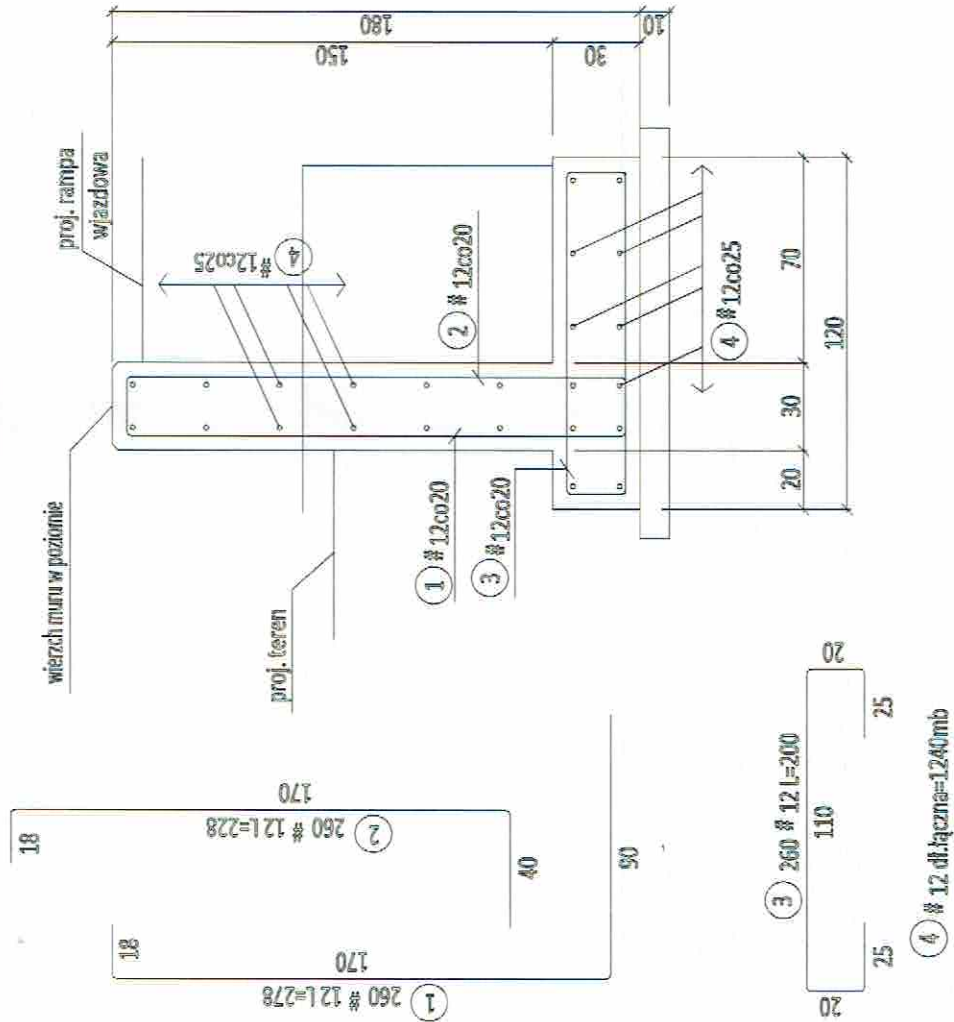 proj. rampa
wjazdowa
wierzch muru w poziomie
proj. teren
4 #12co25
2 #12co20
1 #12co20
3 #12co20
4 #12co25
150
180
30
10
20
30
70
120
18
170
260 #12 l=228
2
40
18
170
260 #12 l=278
1
90
3 260 #12 l=200
20
110
20
25
25
4 #12 dł.łączna=1240mb